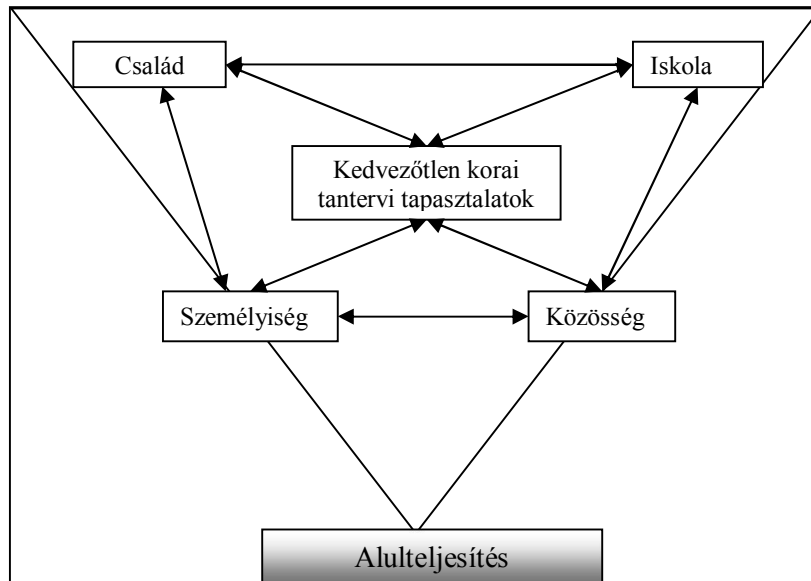 Család
Iskola
Kedvezőtlen korai
tantervi tapasztalatok
Személyiség
Közösség
Alulteljesítés